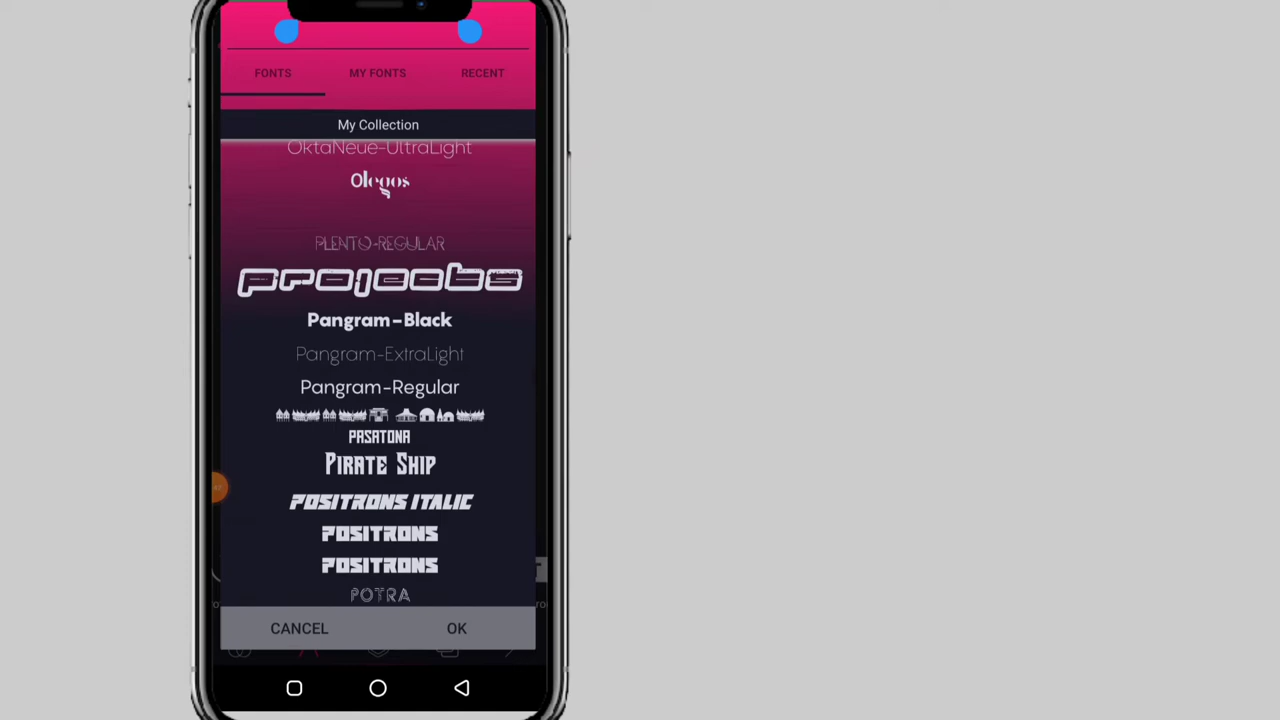 FONTS MY FONTS RECENT
My Collection
OktaNeue-UltraLight
Olegos
PLENTO-REGULAR
projects
Pangram-Black
Pangram-ExtraLight
Pangram-Regular
PASATONA
PIRATE SHIP
POSITRONS ITALIC
POSITRONS
POSITRONS
POTRA
CANCEL OK